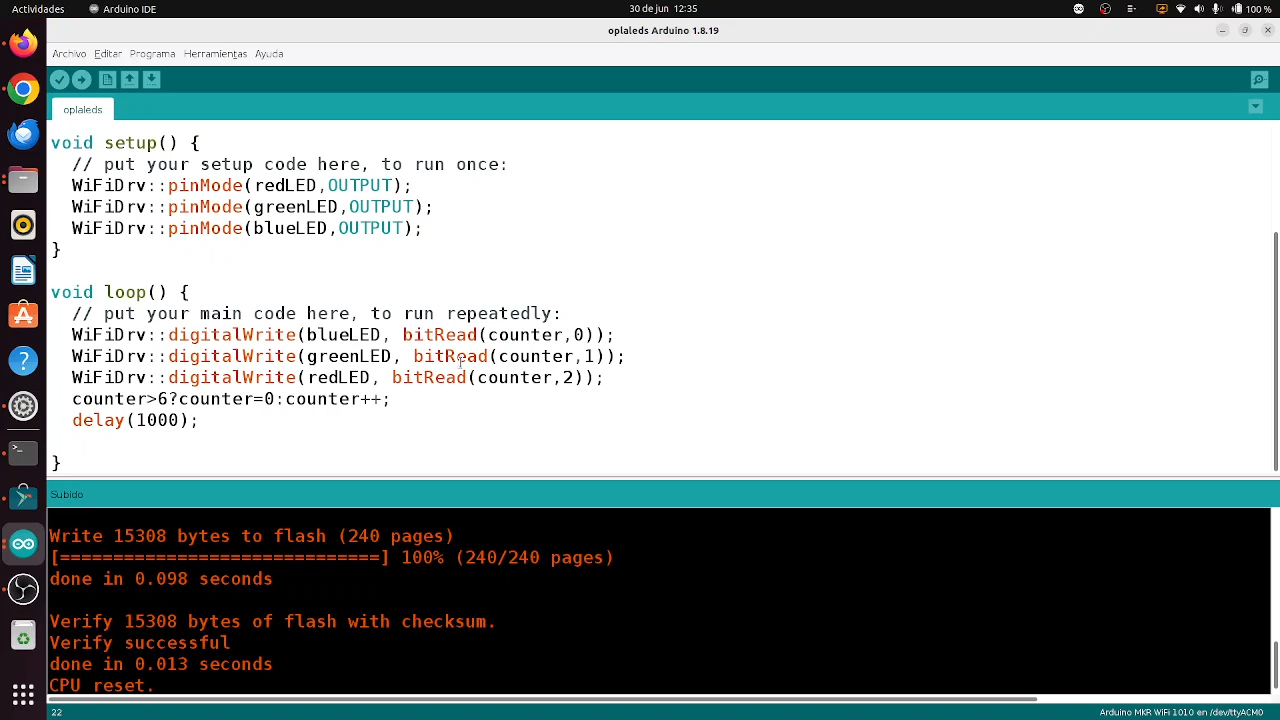 Actividades
Arduino IDE
30 de jun 12:35
100 %
oplaleds Arduino 1.8.19
Archivo Editar Programa Herramientas Ayuda
oplaleds
void setup() {
// put your setup code here, to run once:
WiFiDrv::pinMode(redLED,OUTPUT);
WiFiDrv::pinMode(greenLED,OUTPUT);
WiFiDrv::pinMode(blueLED,OUTPUT);
}
void loop() {
// put your main code here, to run repeatedly:
WiFiDrv::digitalWrite(blueLED, bitRead(counter,0));
WiFiDrv::digitalWrite(greenLED, bitRead(counter,1));
WiFiDrv::digitalWrite(redLED, bitRead(counter,2));
counter>6?counter=0:counter++;
delay(1000);
}
Subido
Write 15308 bytes to flash (240 pages)
[==============================] 100% (240/240 pages)
done in 0.098 seconds
Verify 15308 bytes of flash with checksum.
Verify successful
done in 0.013 seconds
CPU reset.
22
Arduino MKR WiFi 1010 en /dev/ttyACM0